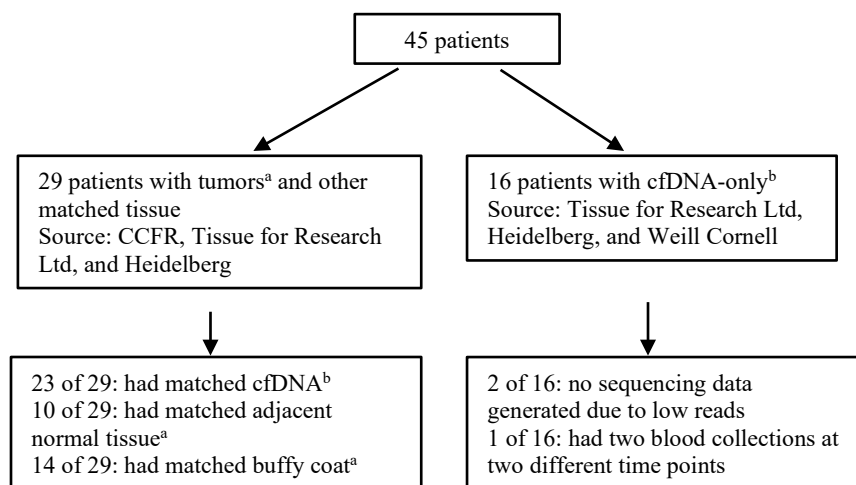 45 patients
29 patients with tumorsᵃ and other
matched tissue
Source: CCFR, Tissue for Research
Ltd, and Heidelberg
16 patients with cfDNA-onlyᵇ
Source: Tissue for Research Ltd,
Heidelberg, and Weill Cornell
23 of 29: had matched cfDNAᵇ
10 of 29: had matched adjacent
normal tissueᵃ
14 of 29: had matched buffy coatᵃ
2 of 16: no sequencing data
generated due to low reads
1 of 16: had two blood collections at
two different time points